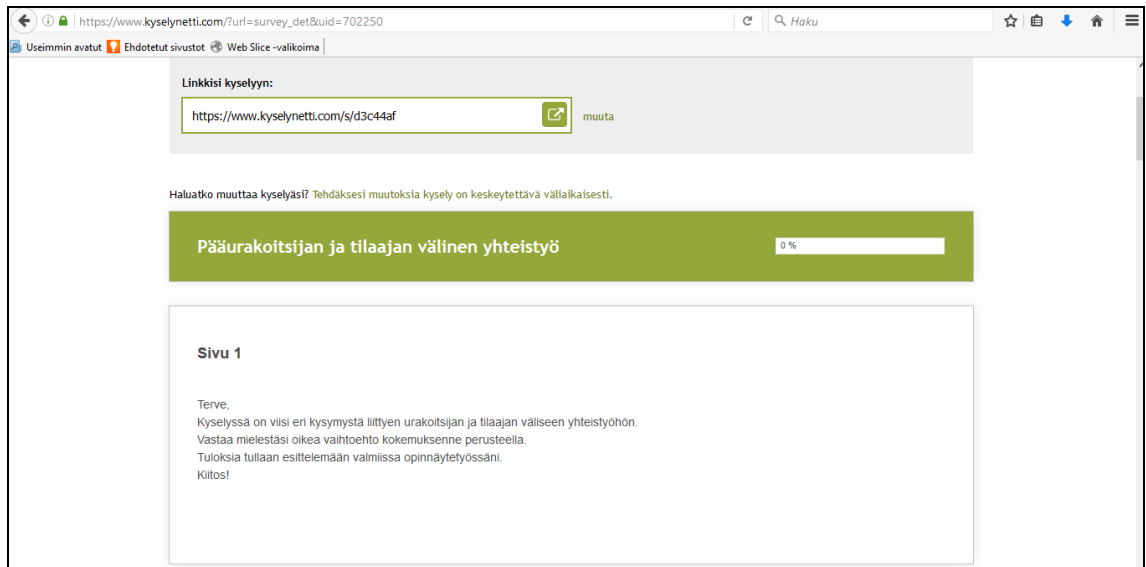 https://www.kyselynetti.com/?url=survey_det&uid=702250
Haku
Useimmin avatut Ehdotetut sivustot Web Slice -valikoima
Linkkisi kyselyyn:
https://www.kyselynetti.com/s/d3c44af
muuta
Haluatko muuttaa kyselyäsi? Tehdäksesi muutoksia kysely on keskeytettävä väliaikaisesti.
Pääurakoitsijan ja tilaajan välinen yhteistyö
0 %
Sivu 1
Terve,
Kyselyssä on viisi eri kysymystä liittyen urakoitsijan ja tilaajan väliseen yhteistyöhön.
Vastaa mielestäsi oikea vaihtoehto kokemuksenne perusteella.
Tuloksia tullaan esittelemään valmiissa opinnäytetyössäni.
Kiitos!